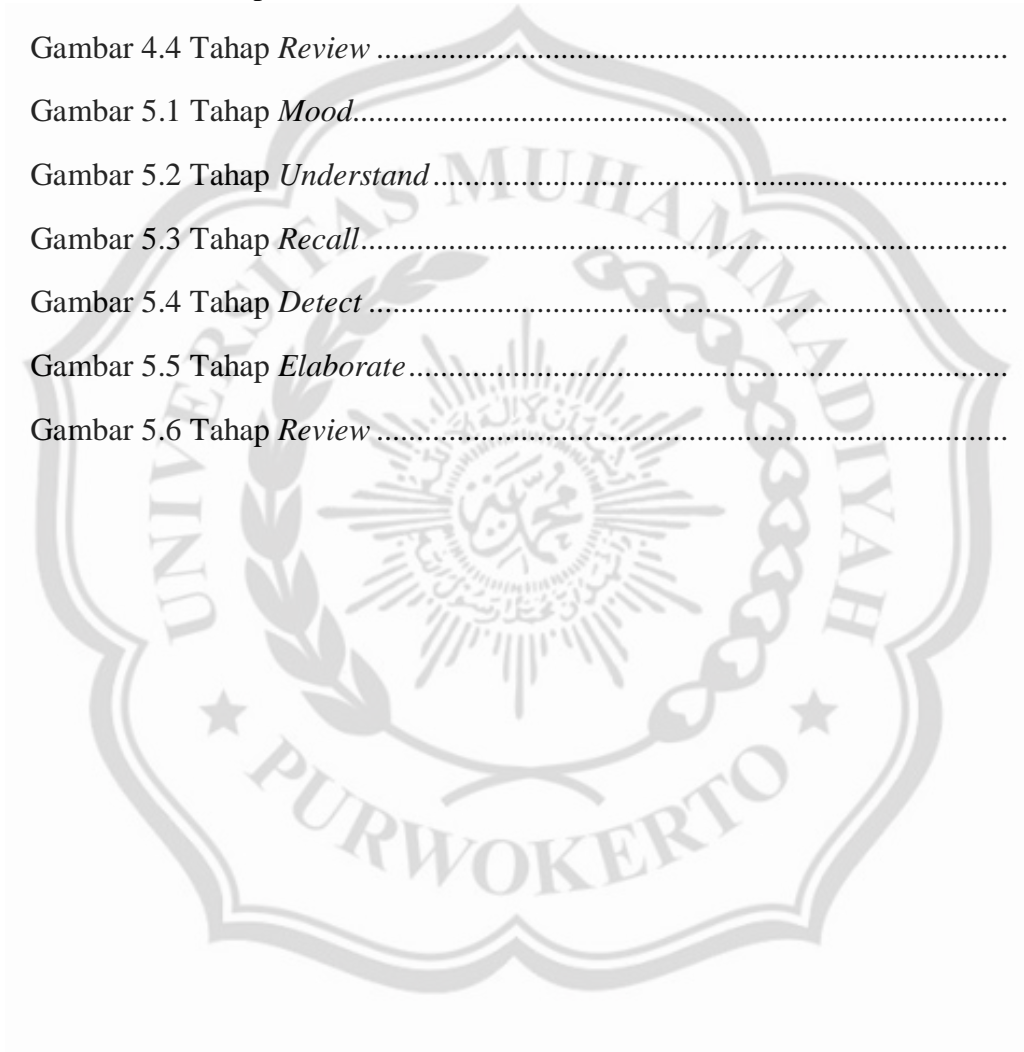 Gambar 4.4 Tahap Review ................................................................................
Gambar 5.1 Tahap Mood...................................................................................
Gambar 5.2 Tahap Understand .........................................................................
Gambar 5.3 Tahap Recall..................................................................................
Gambar 5.4 Tahap Detect .................................................................................
Gambar 5.5 Tahap Elaborate............................................................................
Gambar 5.6 Tahap Review ................................................................................
UNIVERSITAS MUHAMMADIYAH
PURWOKERTO